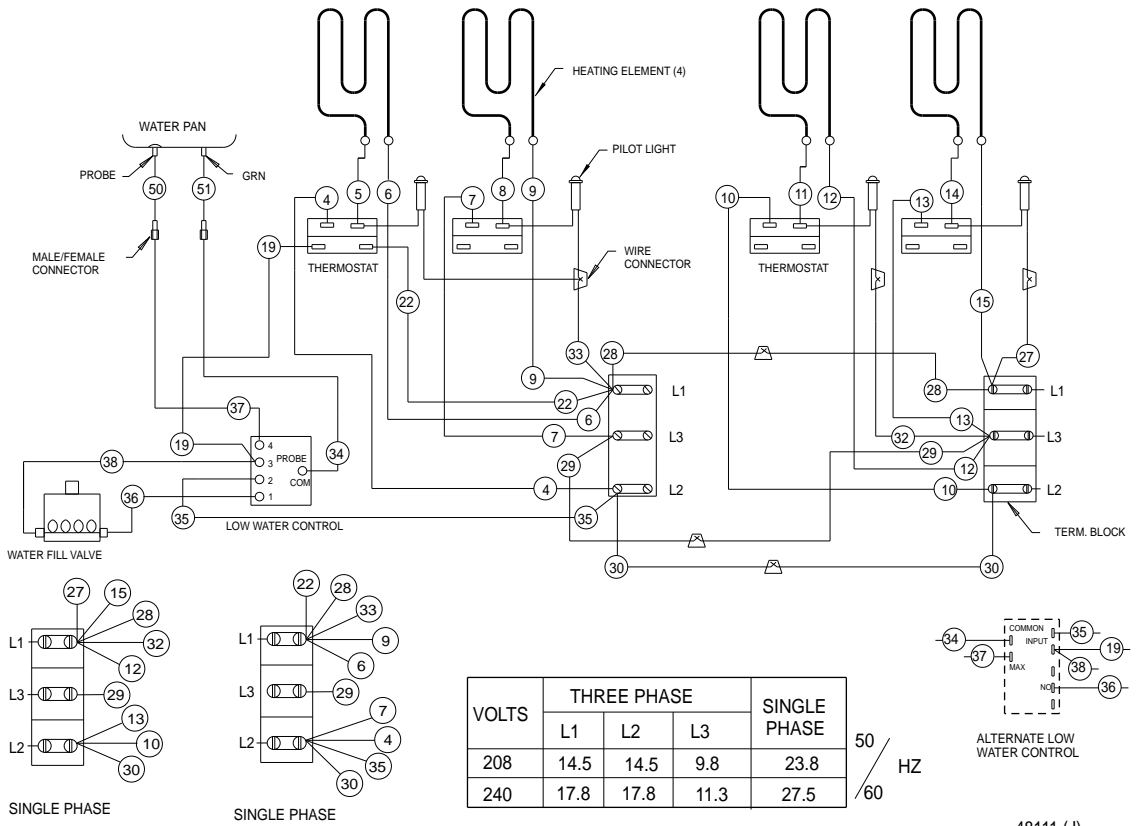 HEATING ELEMENT (4)
WATER PAN
PILOT LIGHT
PROBE
GRN
50
51
4
5
6
7
8
9
10
11
12
13
14
19
MALE/FEMALE
CONNECTOR
THERMOSTAT
WIRE
CONNECTOR
THERMOSTAT
22
15
33
28
27
9
28
L1
L1
37
22
6
13
19
7
L3
32
29
L3
38
4
3
PROBE
34
29
12
2
COM
36
1
4
L2
10
L2
35
35
LOW WATER CONTROL
TERM. BLOCK
WATER FILL VALVE
30
30
27
15
28
32
12
L1
L3
29
13
10
30
L2
SINGLE PHASE
22
28
33
9
6
L1
L3
29
7
4
35
30
L2
SINGLE PHASE
VOLTS
THREE PHASE
SINGLE
PHASE
L1 L2 L3
208 14.5 14.5 9.8 23.8
240 17.8 17.8 11.3 27.5
50
/
60
HZ
COMMON
INPUT
MAX
NO
34
37
35
19
38
36
ALTERNATE LOW
WATER CONTROL